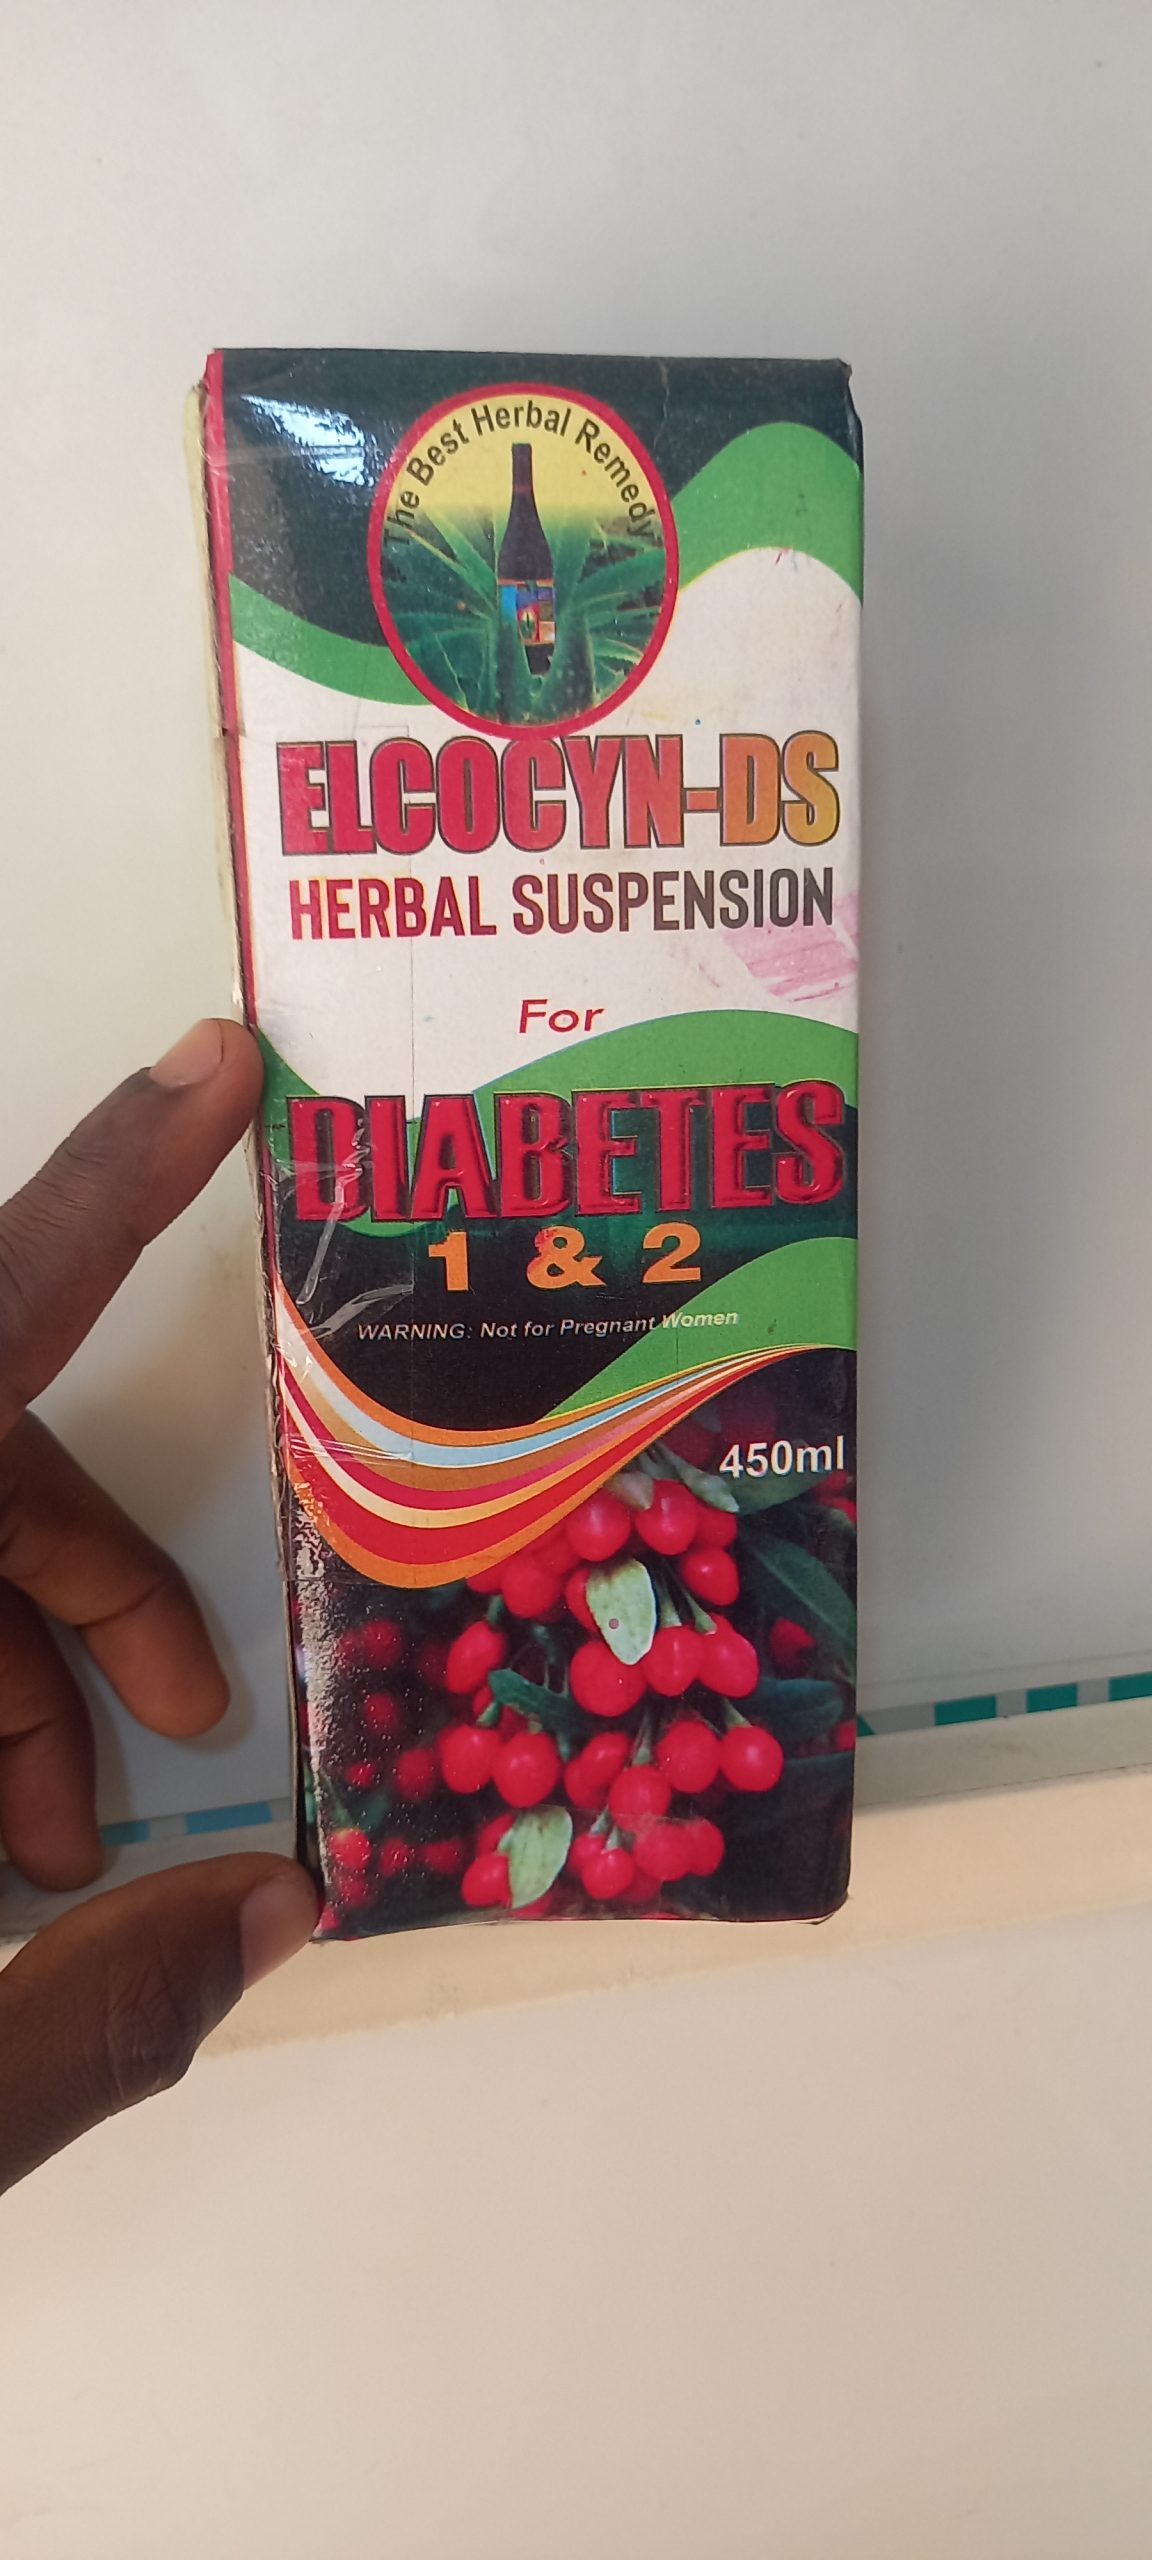 The Best Herbal Remedy
ELCOCYN-DS
HERBAL SUSPENSION
For
DIABETES
1 & 2
WARNING: Not for Pregnant Women
450ml